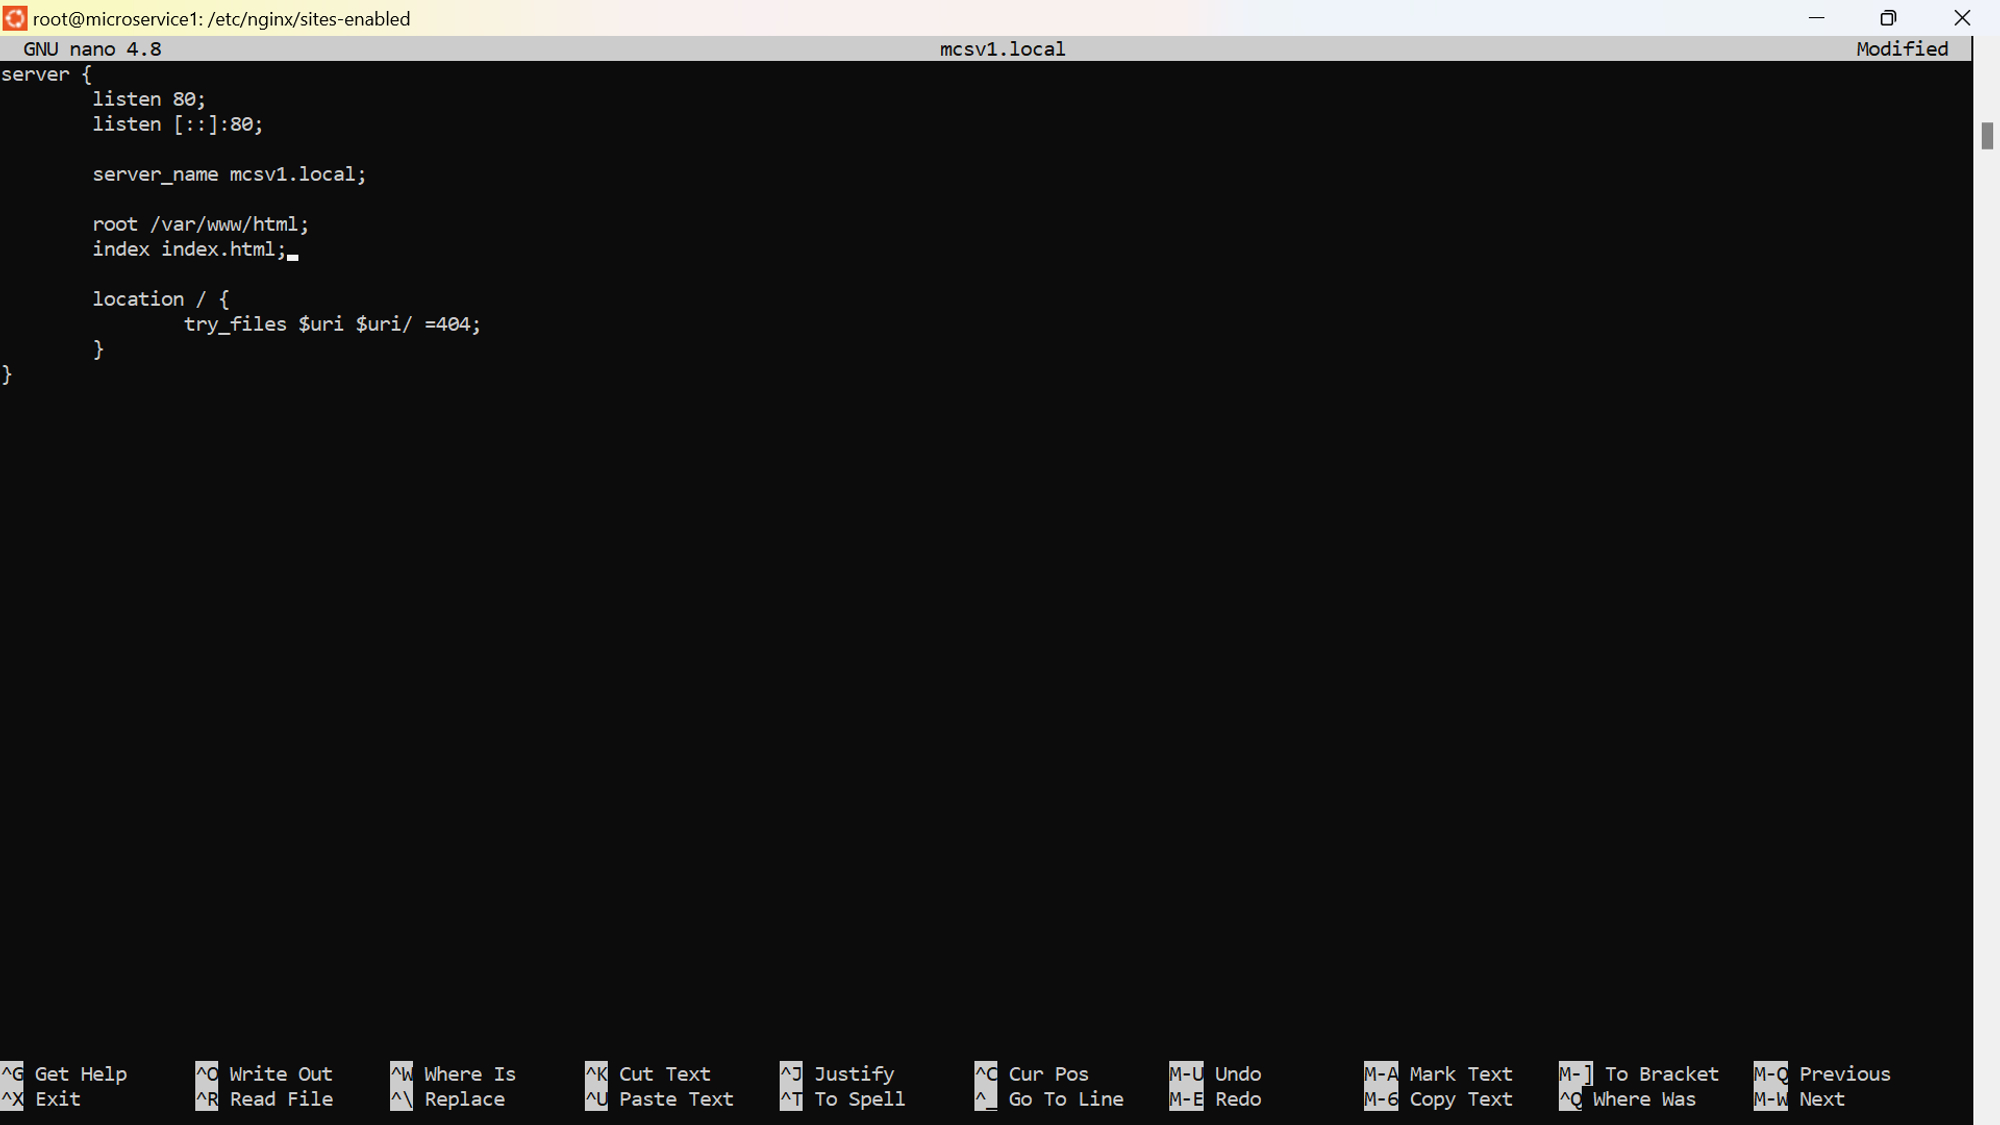 root@microservice1: /etc/nginx/sites-enabled
GNU nano 4.8 mcsv1.local Modified
server {
        listen 80;
        listen [::]:80;

        server_name mcsv1.local;

        root /var/www/html;
        index index.html;

        location / {
                try_files $uri $uri/ =404;
        }
}
^G Get Help ^O Write Out ^W Where Is ^K Cut Text ^J Justify ^C Cur Pos M-U Undo M-A Mark Text M-] To Bracket M-Q Previous
^X Exit ^R Read File ^\ Replace ^U Paste Text ^T To Spell ^_ Go To Line M-E Redo M-6 Copy Text ^Q Where Was M-W Next